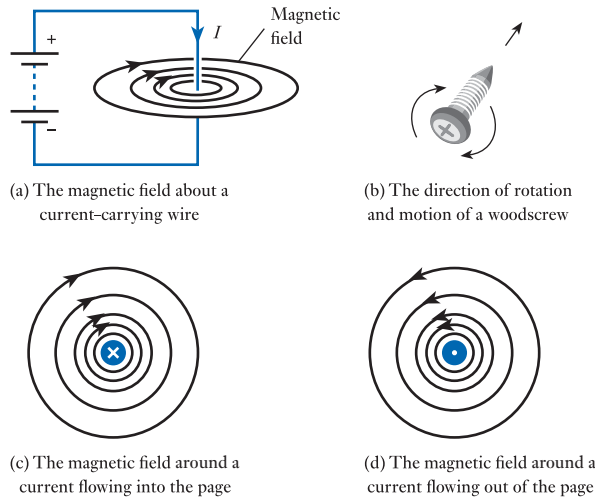 Magnetic
field
I
+
−
(a) The magnetic field about a
current–carrying wire
(b) The direction of rotation
and motion of a woodscrew
(c) The magnetic field around a
current flowing into the page
(d) The magnetic field around a
current flowing out of the page